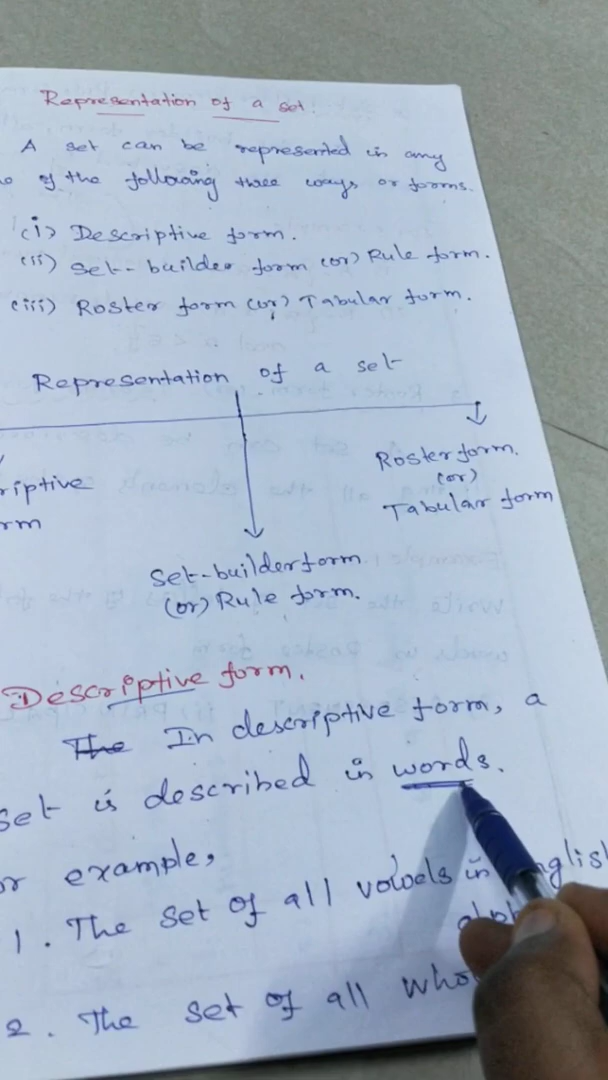 Representation of a set.
A set can be represented in any
of the following three ways or forms.
(i) Descriptive form.
(ii) Set-builder form (or) Rule form.
(iii) Roster form (or) Tabular form.
Representation of a set
riptive
rm
Set-builder form
(or) Rule form.
Roster form.
(or)
Tabular form
Descriptive form.
The In descriptive form, a
set is described in words.
or example,
1. The set of all vowels in English
2. The set of all